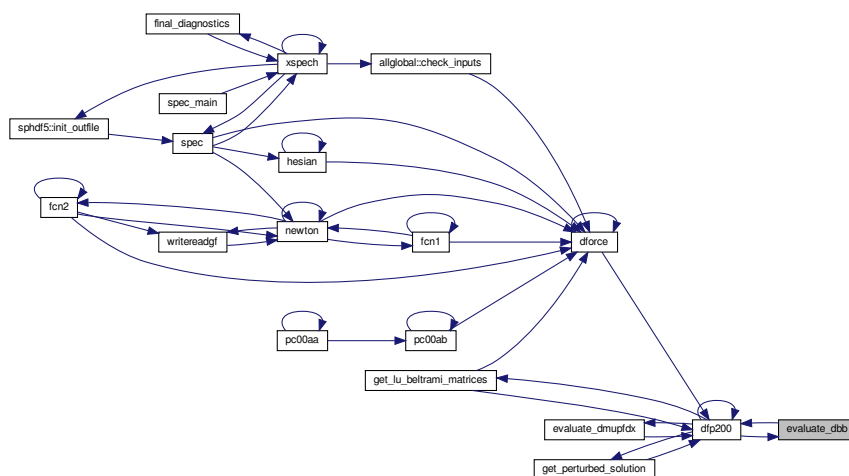 final_diagnostics
xspech
allglobal::check_inputs
spec_main
sphdf5::init_outfile
spec
hesian
fcn2
newton
writereadgf
fcn1
dforce
pc00aa
pc00ab
get_lu_beltrami_matrices
evaluate_dmupfdx
dfp200
evaluate_dbb
get_perturbed_solution